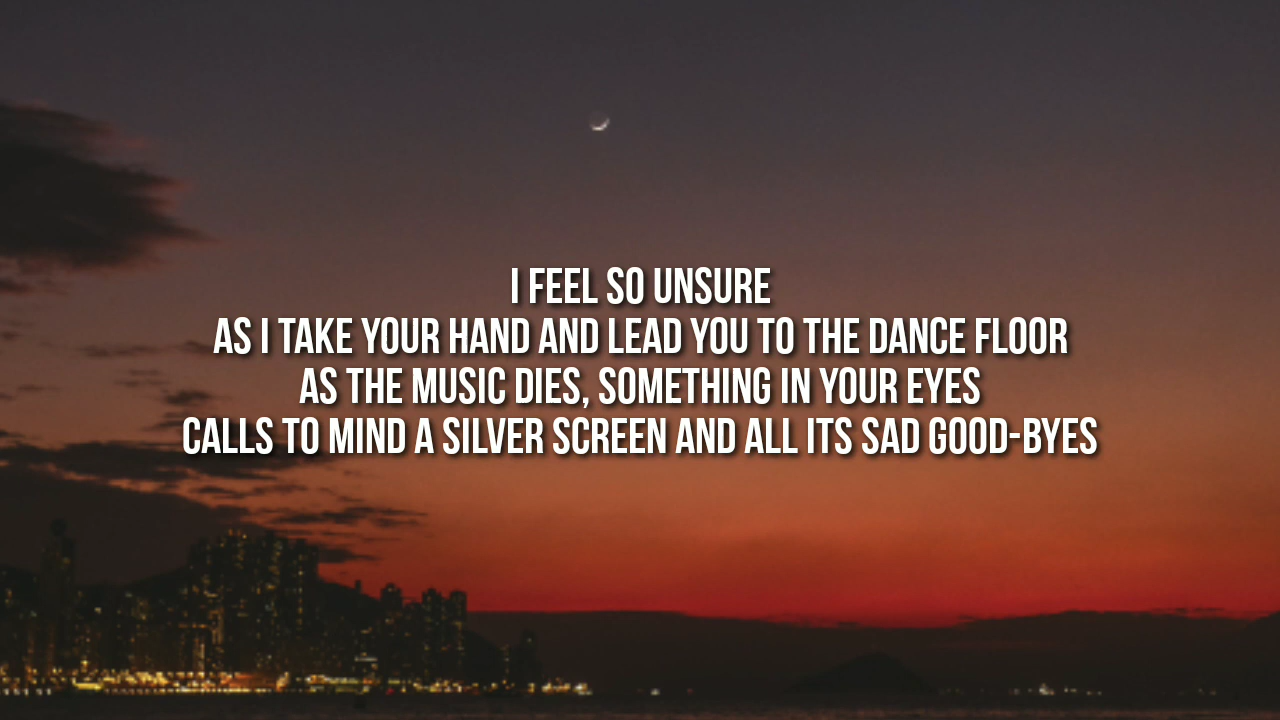 I FEEL SO UNSURE
AS I TAKE YOUR HAND AND LEAD YOU TO THE DANCE FLOOR
AS THE MUSIC DIES, SOMETHING IN YOUR EYES
CALLS TO MIND A SILVER SCREEN AND ALL ITS SAD GOOD-BYES